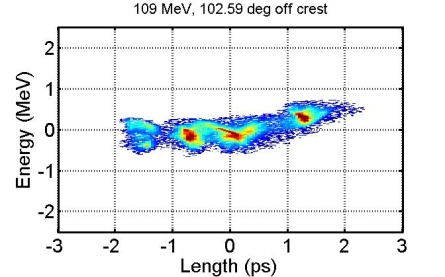 109 MeV, 102.59 deg off crest
Energy (MeV)
2
1
0
-1
-2
-3 -2 -1 0 1 2 3
Length (ps)